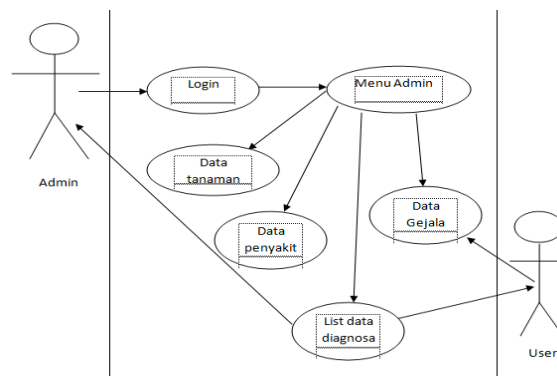 Login
Menu Admin
Data
tanaman
Admin
Data
penyakit
Data
Gejala
List data
diagnosa
User